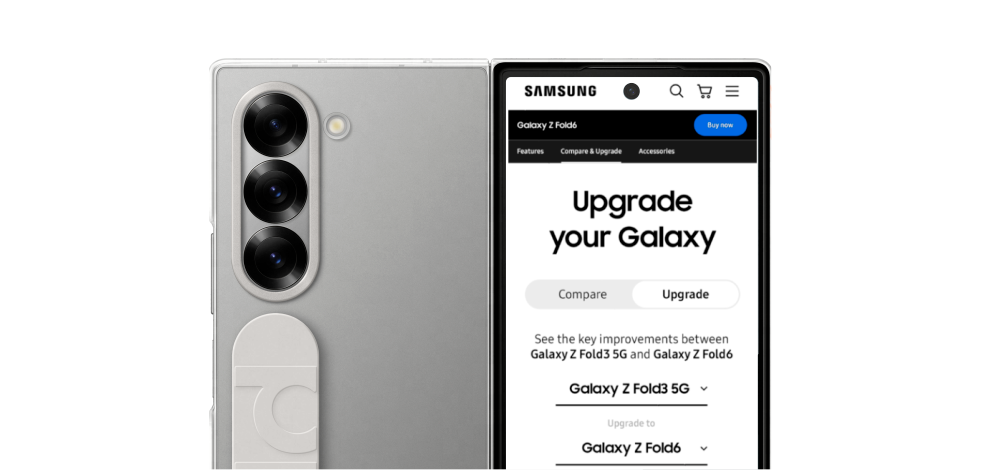 SAMSUNG
Galaxy Z Fold6
Buy now
Features Compare & Upgrade Accessories
Upgrade
your Galaxy
Compare Upgrade
See the key improvements between
Galaxy Z Fold3 5G and Galaxy Z Fold6
Galaxy Z Fold3 5G
Upgrade to
Galaxy Z Fold6